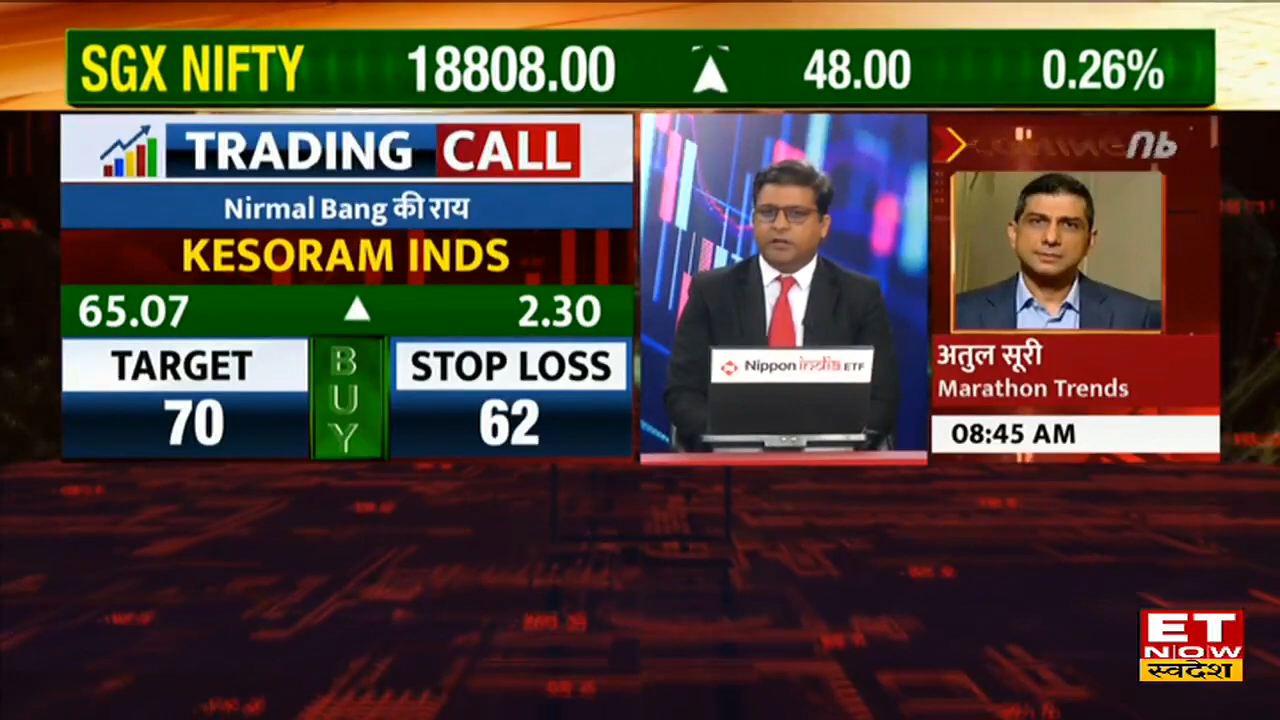 SGX NIFTY 18808.00 48.00 0.26%
TRADING CALL
Nirmal Bang की राय
KESORAM INDS
65.07 2.30
TARGET BUY STOP LOSS
70 62
Nippon india ETF
अतुल सूरी
Marathon Trends
08:45 AM
ET
NOW
स्वदेश